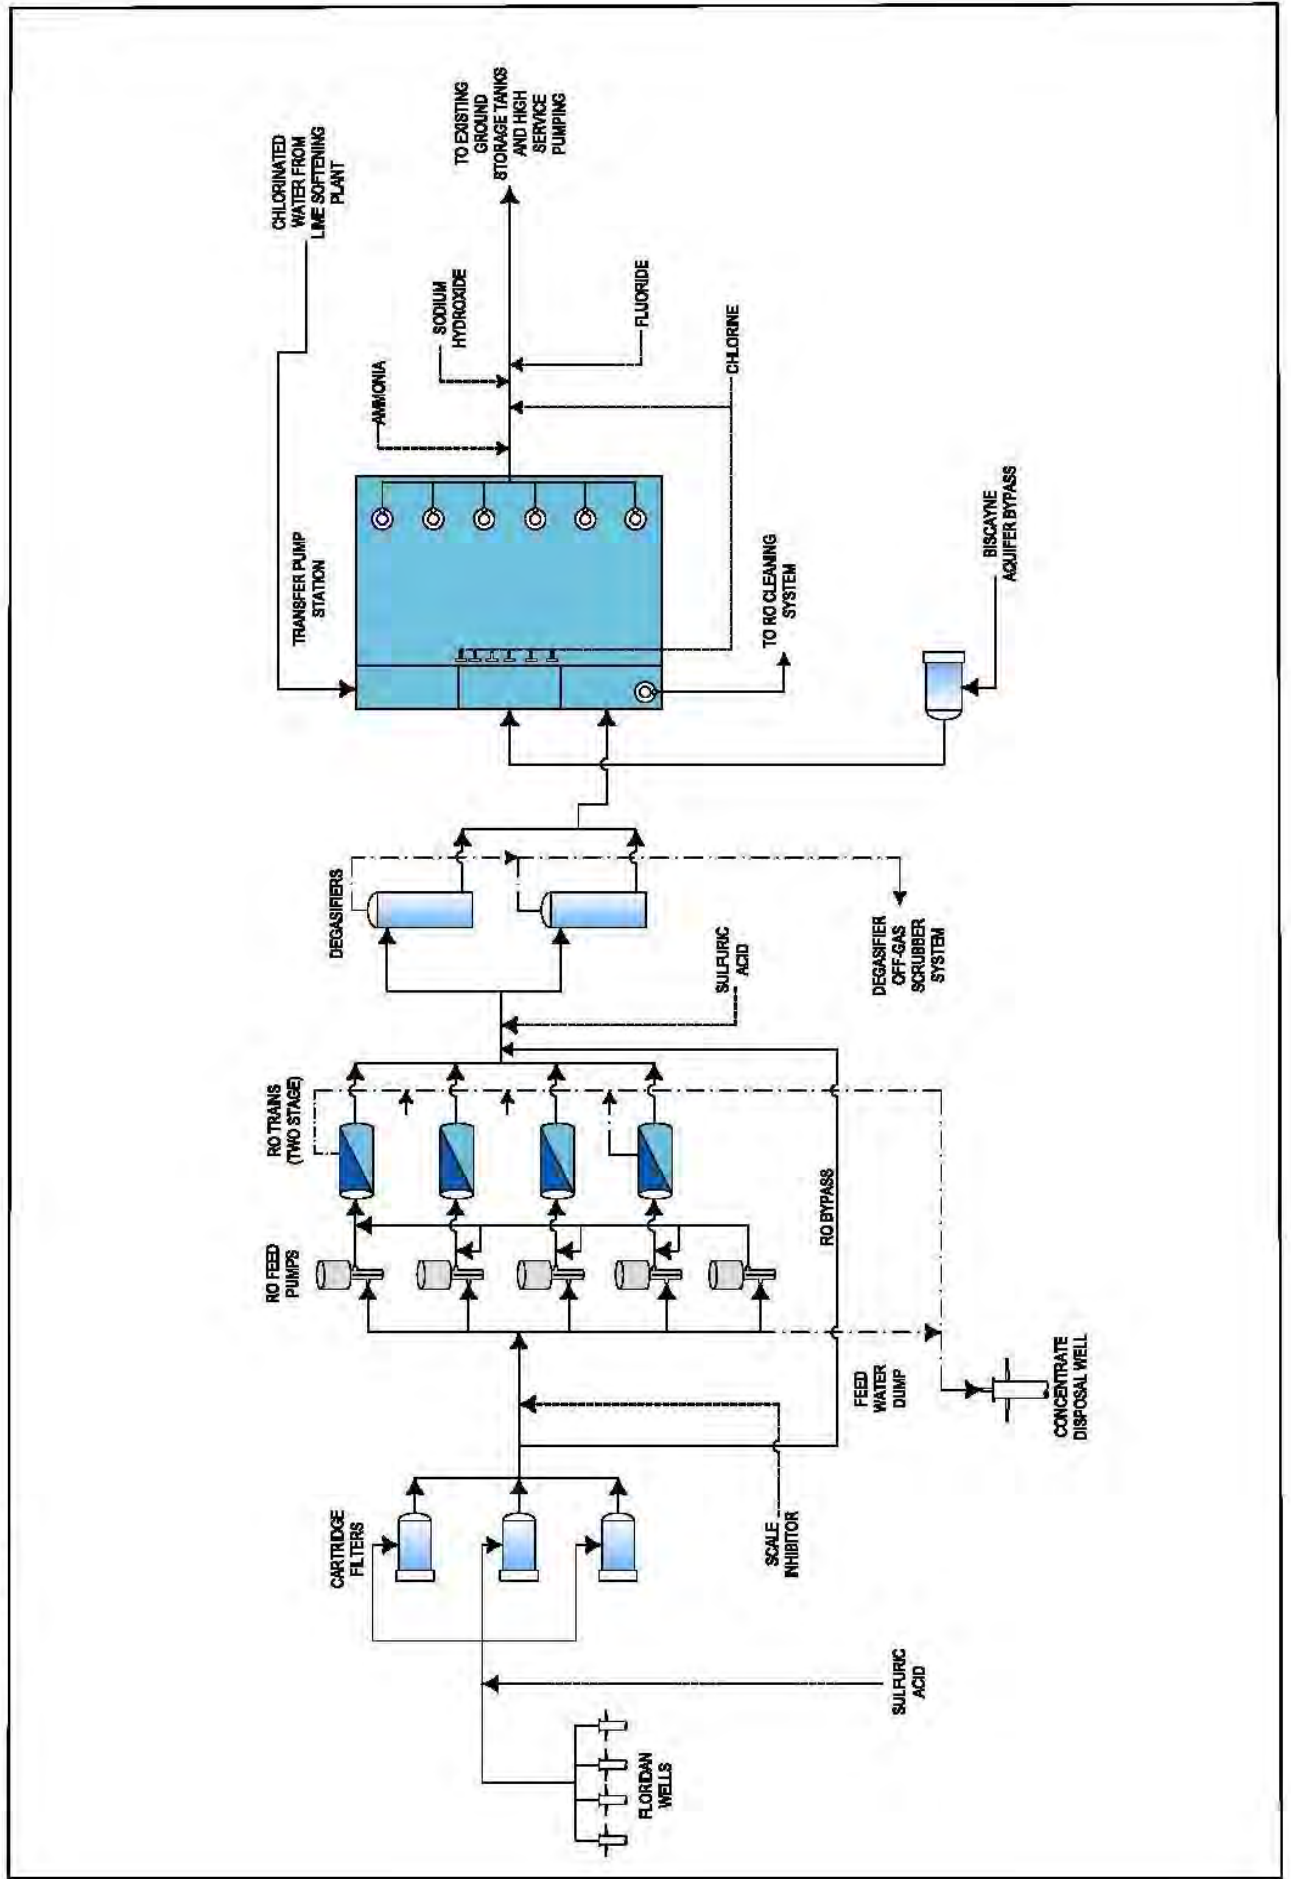 FLORIDAN
WELLS
SULFURIC
ACID
CARTRIDGE
FILTERS
SCALE
INHIBITOR
FEED
WATER
DUMP
CONCENTRATE
DISPOSAL WELL
RO FEED
PUMPS
RO BYPASS
RO TRAINS
(TWO STAGE)
SULFURIC
ACID
DEGASIFIERS
DEGASIFIER
OFF-GAS
SCRUBBER
SYSTEM
TRANSFER PUMP
STATION
TO RO CLEANING
SYSTEM
BISCAYNE
AQUIFER BYPASS
AMMONIA
SODIUM
HYDROXIDE
FLUORIDE
CHLORINE
CHLORINATED
WATER FROM
LIME SOFTENING
PLANT
TO EXISTING
GROUND
STORAGE TANKS
AND HIGH
SERVICE
PUMPING